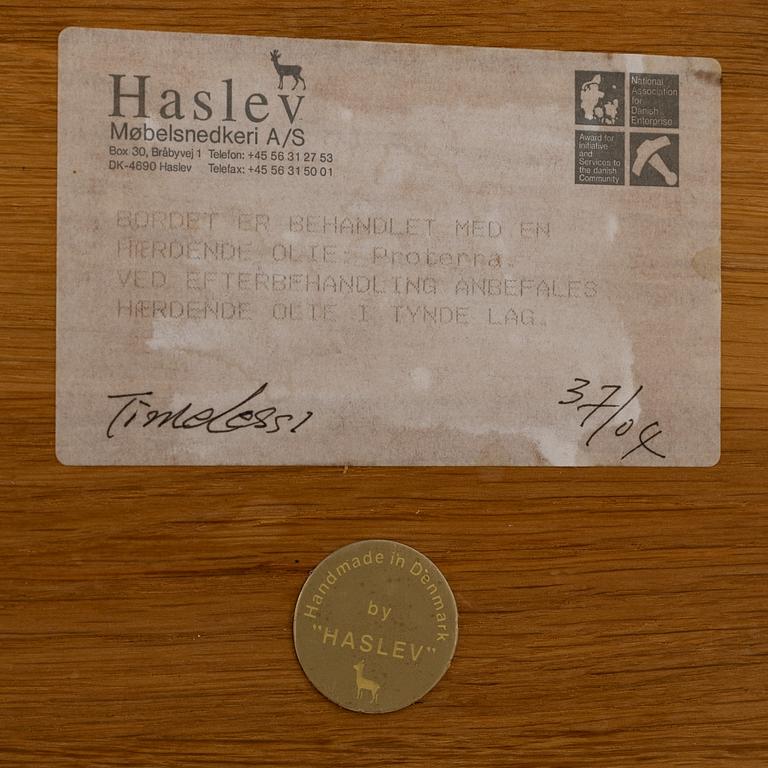 Haslev
Møbelsnedkeri A/S
Box 30, Bråbyvej 1 Telefon: +45 56 31 27 53
DK-4690 Haslev Telefax: +45 56 31 50 01
National
Association
for
Danish
Enterprise
Award for
initiative
and
Services to
the danish
Community
BORDET ER BEHANDLET MED EN
HÆRDENDE OLIE: Proterna.
VED EFTERBEHANDLING ANBEFALES
HÆRDENDE OLIE I TYNDE LAG.
37/04
Handmade in Denmark
by
"HASLEV"